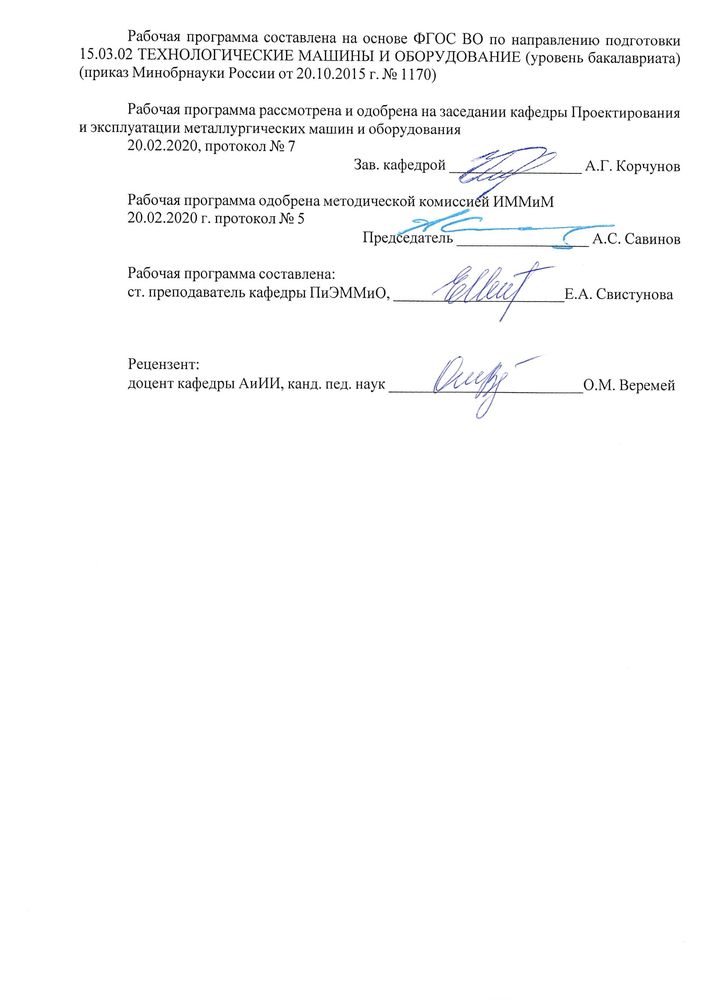 Рабочая программа составлена на основе ФГОС ВО по направлению подготовки
15.03.02 ТЕХНОЛОГИЧЕСКИЕ МАШИНЫ И ОБОРУДОВАНИЕ (уровень бакалавриата)
(приказ Минобрнауки России от 20.10.2015 г. № 1170)
Рабочая программа рассмотрена и одобрена на заседании кафедры Проектирования
и эксплуатации металлургических машин и оборудования
20.02.2020, протокол № 7
Зав. кафедрой _________________ А.Г. Корчунов
Рабочая программа одобрена методической комиссией ИММиМ
20.02.2020 г. протокол № 5
Председатель _________________ А.С. Савинов
Рабочая программа составлена:
ст. преподаватель кафедры ПиЭММиО, ______________________Е.А. Свистунова
Рецензент:
доцент кафедры АиИИ, канд. пед. наук _________________________О.М. Веремей